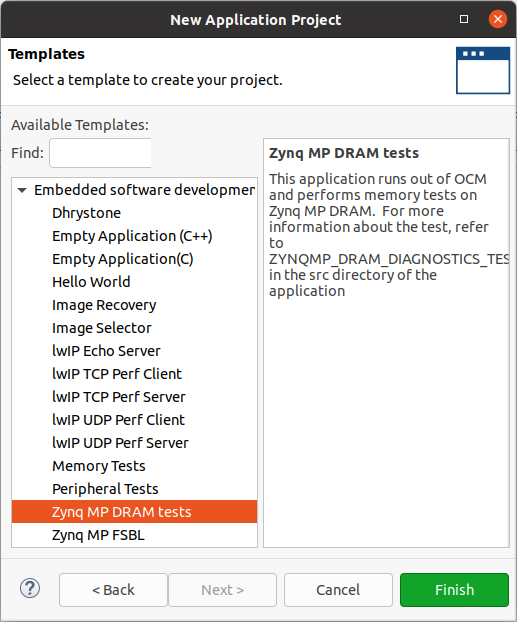 New Application Project
Templates
Select a template to create your project.
Available Templates:
Find:
Embedded software developmen
Dhrystone
Empty Application (C++)
Empty Application(C)
Hello World
Image Recovery
Image Selector
lwIP Echo Server
lwIP TCP Perf Client
lwIP TCP Perf Server
lwIP UDP Perf Client
lwIP UDP Perf Server
Memory Tests
Peripheral Tests
Zynq MP DRAM tests
Zynq MP FSBL
Zynq MP DRAM tests
This application runs out of OCM
and performs memory tests on
Zynq MP DRAM. For more
information about the test, refer
to
ZYNQMP_DRAM_DIAGNOSTICS_TES
in the src directory of the
application
?
< Back
Next >
Cancel
Finish